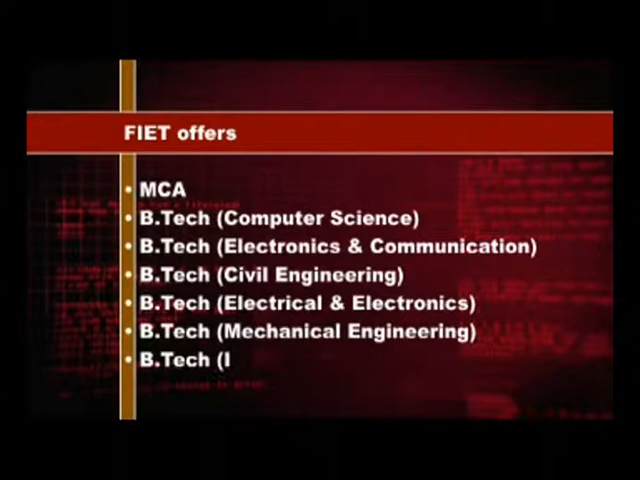 FIET offers
• MCA
• B.Tech (Computer Science)
• B.Tech (Electronics & Communication)
• B.Tech (Civil Engineering)
• B.Tech (Electrical & Electronics)
• B.Tech (Mechanical Engineering)
• B.Tech (I